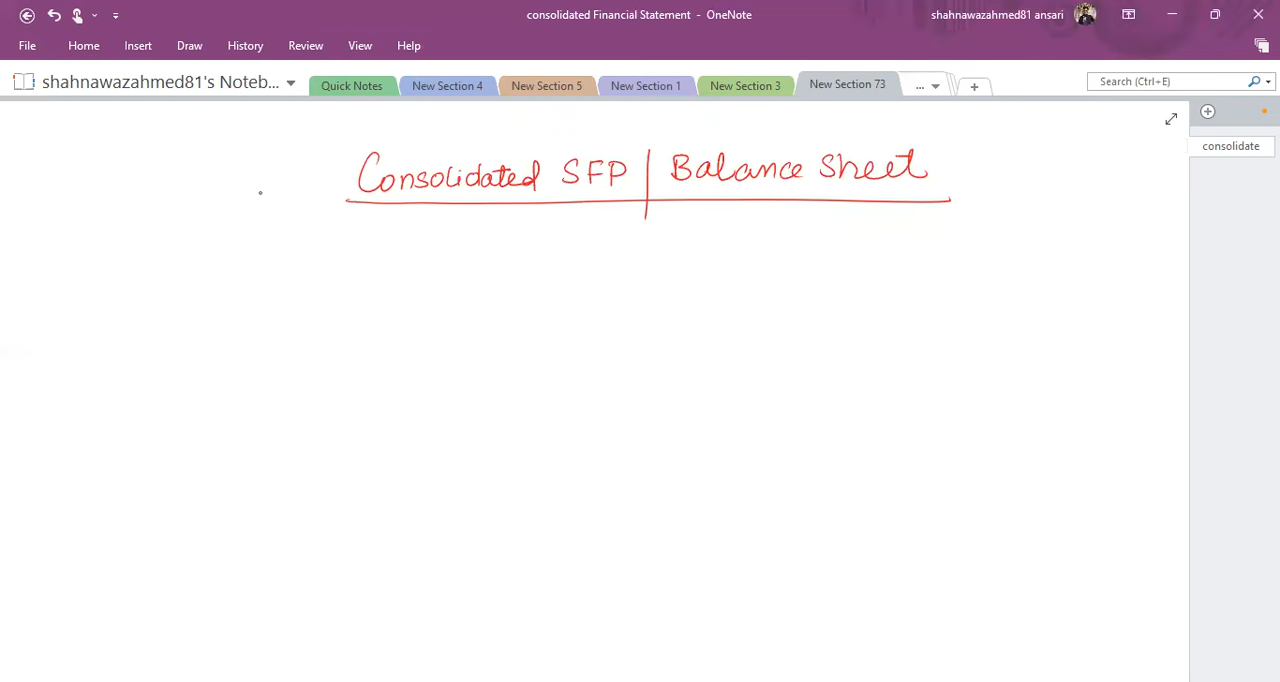 consolidated Financial Statement - OneNote
shahnawazahmed81 ansari
File Home Insert Draw History Review View Help
shahnawazahmed81's Noteb... Quick Notes New Section 4 New Section 5 New Section 1 New Section 3 New Section 73 ... + Search (Ctrl+E)
consolidate
Consolidated SFP | Balance Sheet